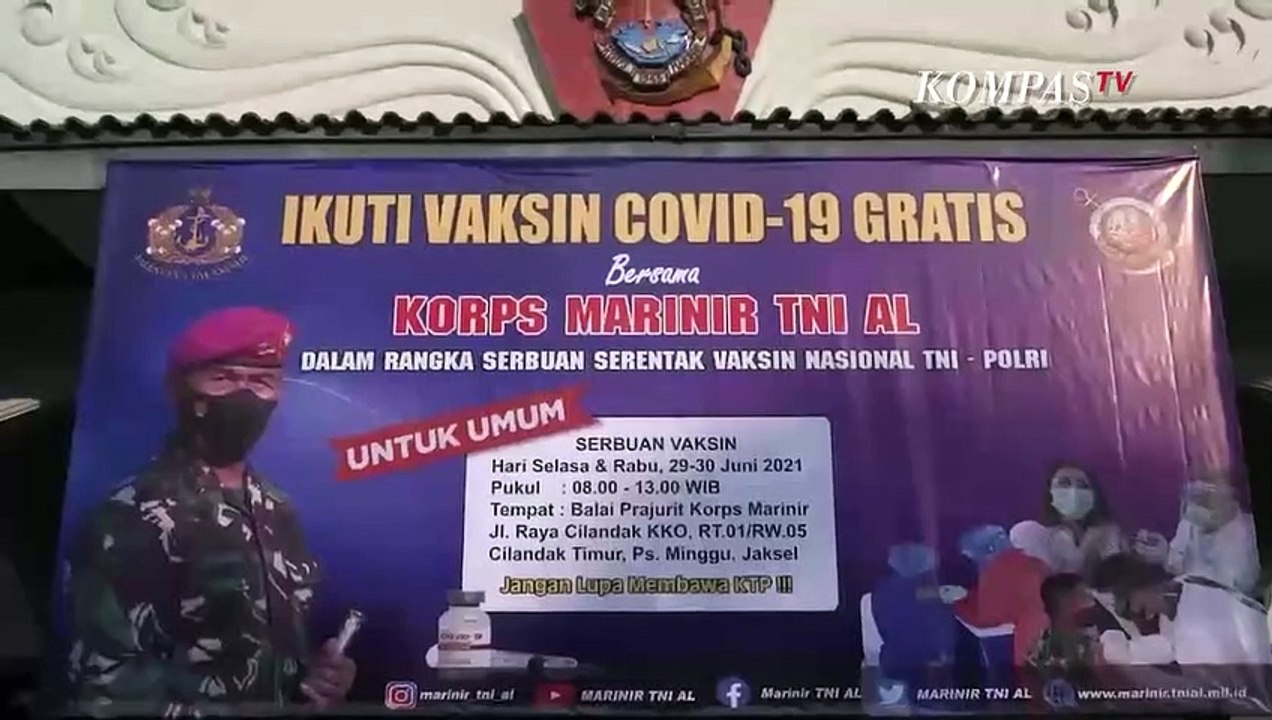 KOMPASTV
IKUTI VAKSIN COVID-19 GRATIS
Bersama
KORPS MARINIR TNI AL
DALAM RANGKA SERBUAN SERENTAK VAKSIN NASIONAL TNI - POLRI
UNTUK UMUM
SERBUAN VAKSIN
Hari Selasa & Rabu, 29-30 Juni 2021
Pukul : 08.00 - 13.00 WIB
Tempat : Balai Prajurit Korps Marinir
Jl. Raya Cilandak KKO, RT.01/RW.05
Cilandak Timur, Ps. Minggu, Jaksel
Jangan Lupa Membawa KTP !!!
marinir_tni_al MARINIR TNI AL Marinir TNI AL MARINIR TNI AL www.marinir.tnial.mil.id